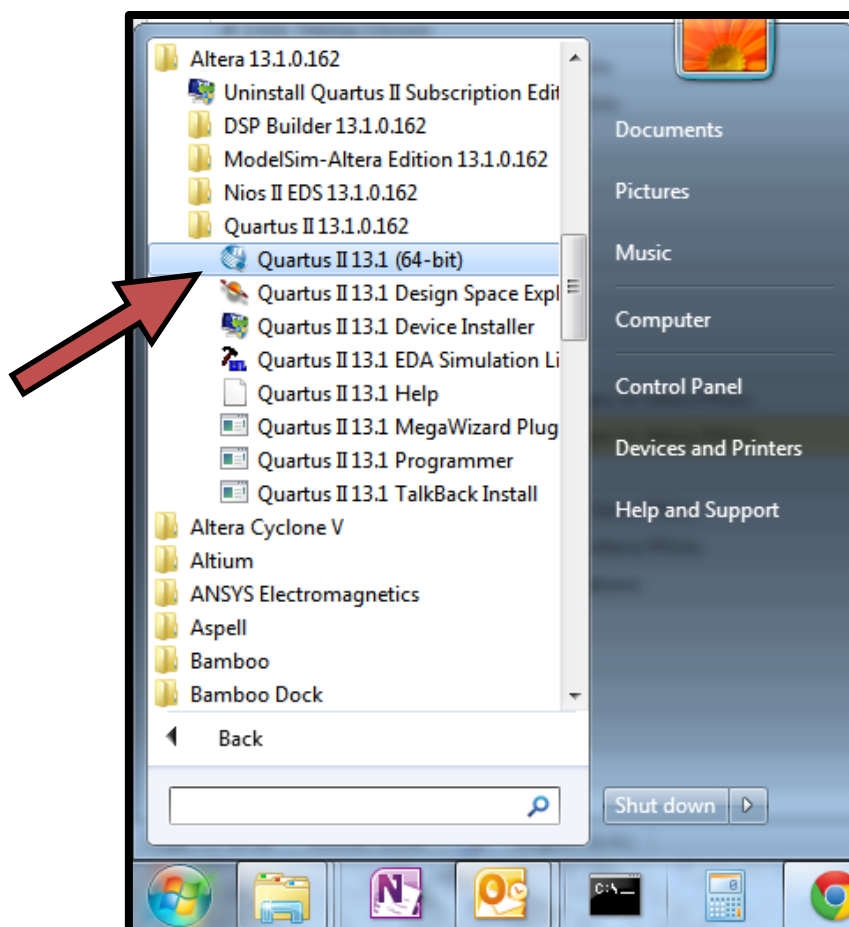 Altera 13.1.0.162
Uninstall Quartus II Subscription Edit
DSP Builder 13.1.0.162
ModelSim-Altera Edition 13.1.0.162
Nios II EDS 13.1.0.162
Quartus II 13.1.0.162
Quartus II 13.1 (64-bit)
Quartus II 13.1 Design Space Expl
Quartus II 13.1 Device Installer
Quartus II 13.1 EDA Simulation Li
Quartus II 13.1 Help
Quartus II 13.1 MegaWizard Plug
Quartus II 13.1 Programmer
Quartus II 13.1 TalkBack Install
Altera Cyclone V
Altium
ANSYS Electromagnetics
Aspell
Bamboo
Bamboo Dock
Back
Documents
Pictures
Music
Computer
Control Panel
Devices and Printers
Help and Support
Shut down